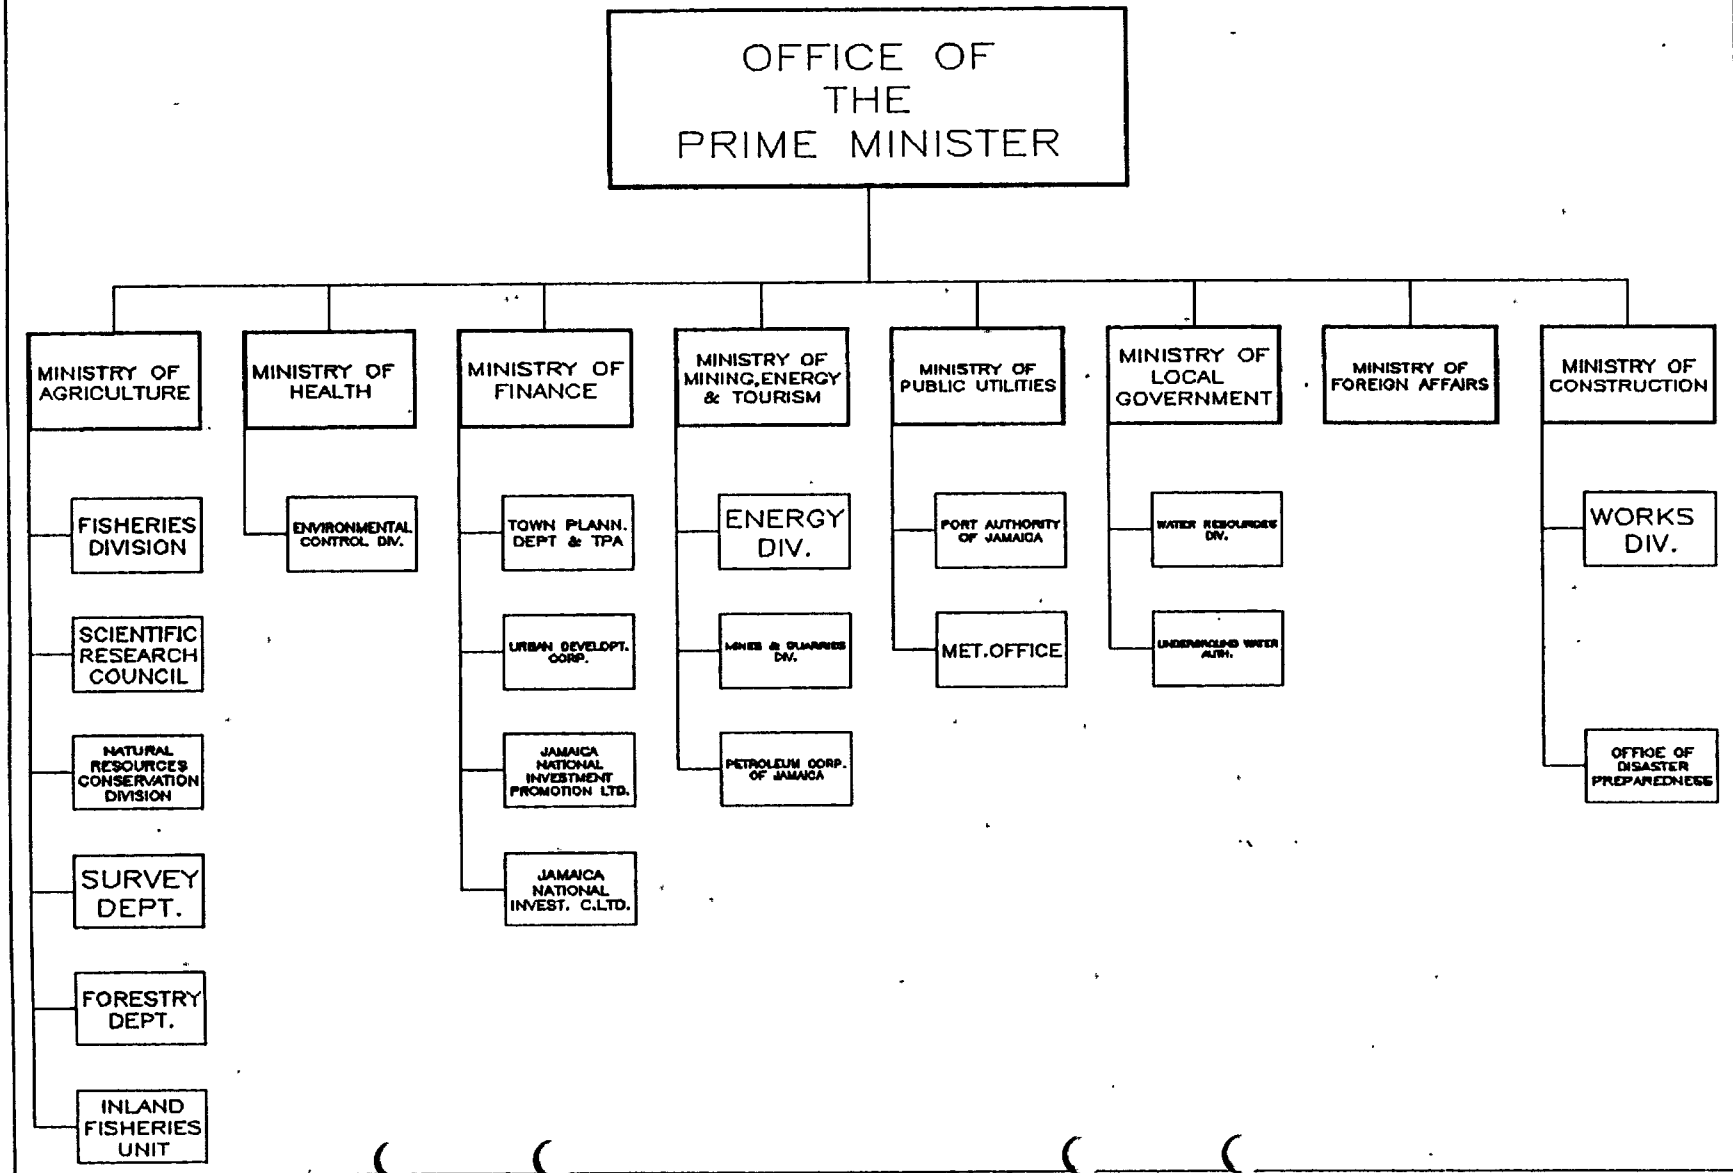 OFFICE OF
THE
PRIME MINISTER
MINISTRY OF
AGRICULTURE
FISHERIES
DIVISION
SCIENTIFIC
RESEARCH
COUNCIL
NATURAL
RESOURCES
CONSERVATION
DIVISION
SURVEY
DEPT.
FORESTRY
DEPT.
INLAND
FISHERIES
UNIT
MINISTRY OF
HEALTH
ENVIRONMENTAL
CONTROL DIV.
MINISTRY OF
FINANCE
TOWN PLANN.
DEPT & TPA
URBAN DEVELOPT.
CORP.
JAMAICA
NATIONAL
INVESTMENT
PROMOTION LTD.
JAMAICA
NATIONAL
INVEST. C.LTD.
MINISTRY OF
MINING,ENERGY
& TOURISM
ENERGY
DIV.
MINES & QUARRIES
DIV.
PETROLEUM CORP.
OF JAMAICA
MINISTRY OF
PUBLIC UTILITIES
PORT AUTHORITY
OF JAMAICA
MET.OFFICE
MINISTRY OF
LOCAL
GOVERNMENT
WATER RESOURCES
DIV.
UNDERGROUND WATER
AUTH.
MINISTRY OF
FOREIGN AFFAIRS
MINISTRY OF
CONSTRUCTION
WORKS
DIV.
OFFICE OF
DISASTER
PREPAREDNESS